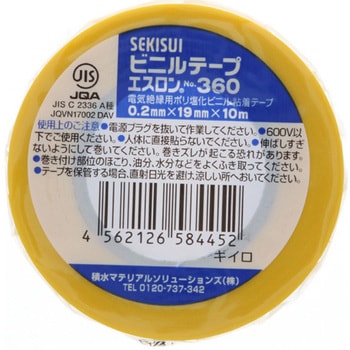 SEKISUI
ビニルテープ
エスロン No.360
電気絶縁用ポリ塩化ビニル粘着テープ
0.2mm×19mm×10m
JIS
JQA
JIS C 2336 A種
JQVN17002 DAV
使用上のご注意 ●電源プラグを抜いて作業してください。●600V以
下でご使用ください。●人体に直接貼らないでください。●伸ばしすぎ
ないようにして巻いてください。巻きズレが起こる恐れがあります。
●巻き付け部分のほこり、油分、水分などをよくふき取ってください。
●テープを保管する場合、直射日光を避け、涼しい所へおいてください。
4 562126 584452
キイロ
積水マテリアルソリューションズ(株)
TEL 0120-737-342